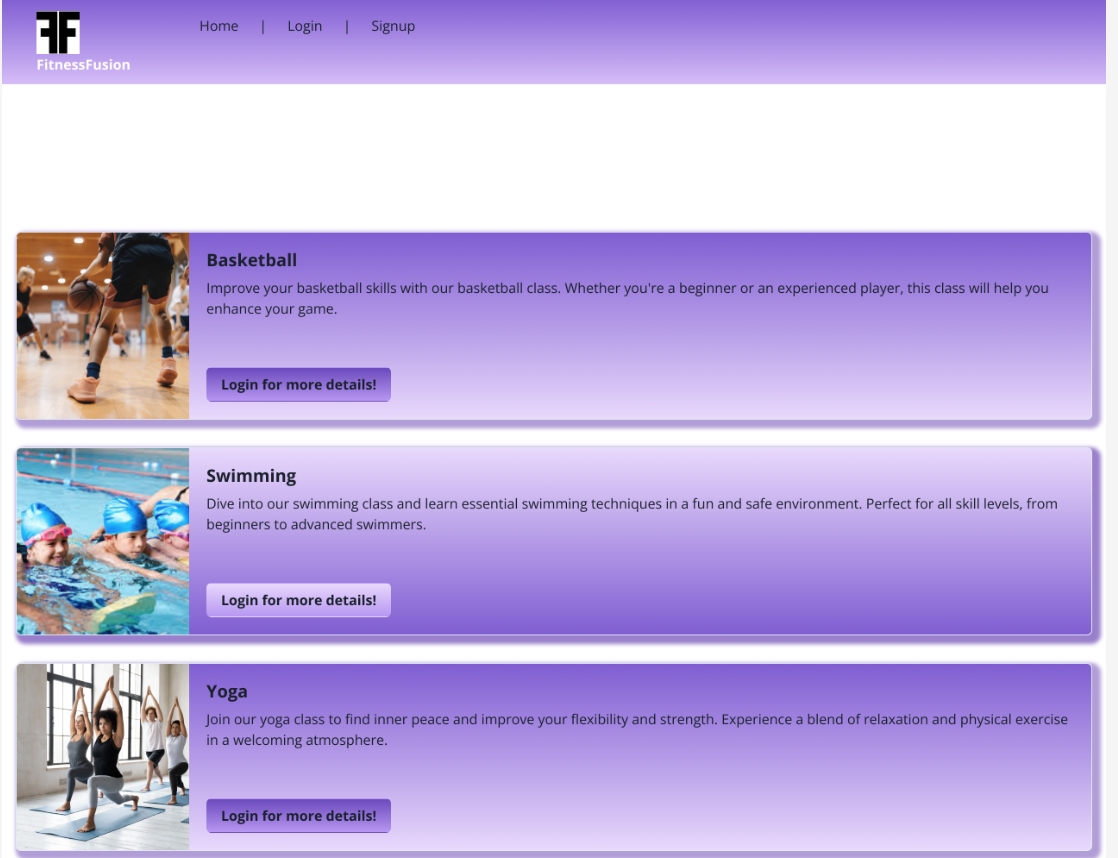 FF
Home | Login | Signup
FitnessFusion
Basketball
Improve your basketball skills with our basketball class. Whether you're a beginner or an experienced player, this class will help you
enhance your game.
Login for more details!
Swimming
Dive into our swimming class and learn essential swimming techniques in a fun and safe environment. Perfect for all skill levels, from
beginners to advanced swimmers.
Login for more details!
Yoga
Join our yoga class to find inner peace and improve your flexibility and strength. Experience a blend of relaxation and physical exercise
in a welcoming atmosphere.
Login for more details!